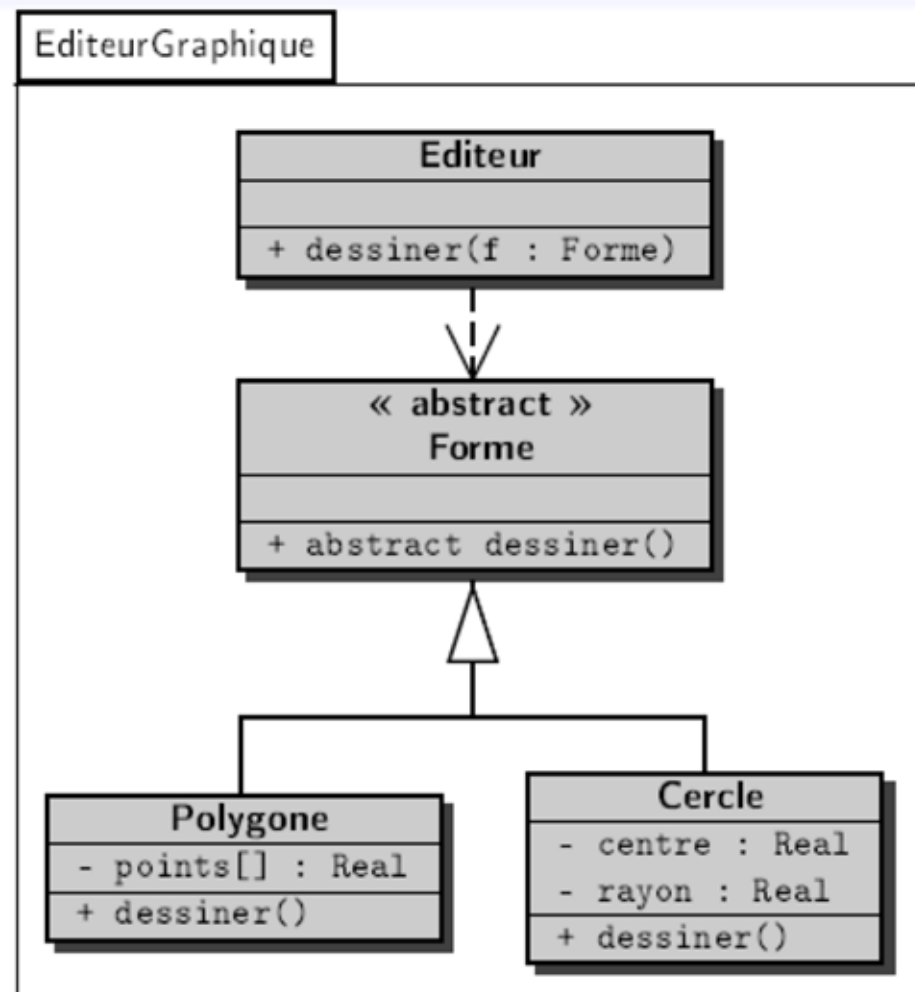 EditeurGraphique
Editeur
+ dessiner(f : Forme)
« abstract »
Forme
+ abstract dessiner()
Polygone
- points[] : Real
+ dessiner()
Cercle
- centre : Real
- rayon : Real
+ dessiner()